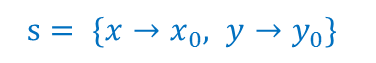 s = {x → x₀, y → y₀}